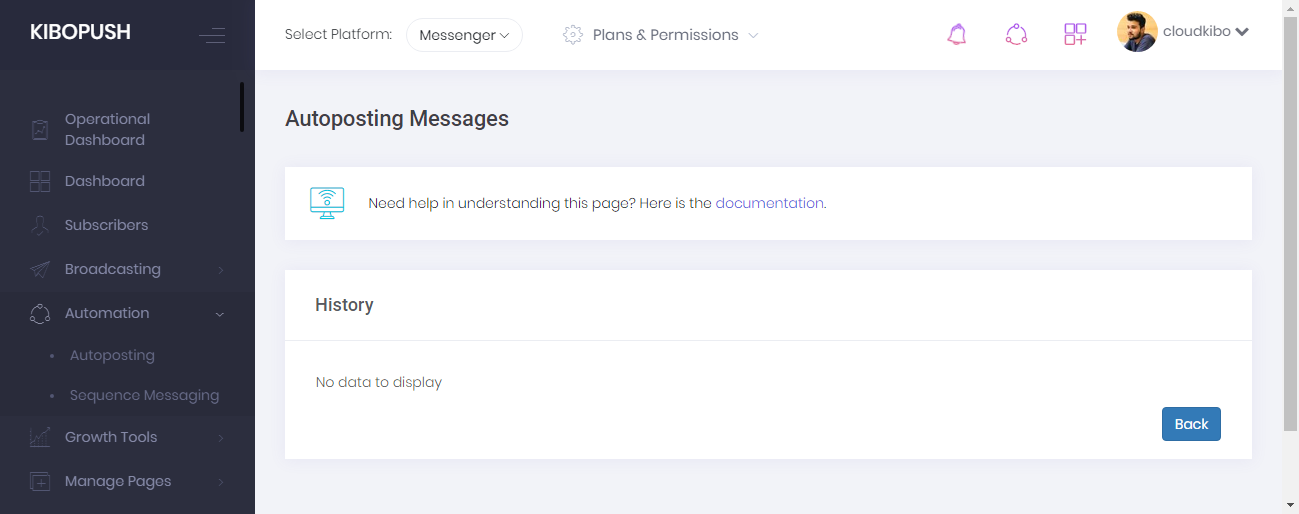 KIBOPUSH
Select Platform: Messenger
Plans & Permissions
cloudkibo
Operational
Dashboard
Dashboard
Subscribers
Broadcasting
Automation
Autoposting
Sequence Messaging
Growth Tools
Manage Pages
Autoposting Messages
Need help in understanding this page? Here is the documentation.
History
No data to display
Back